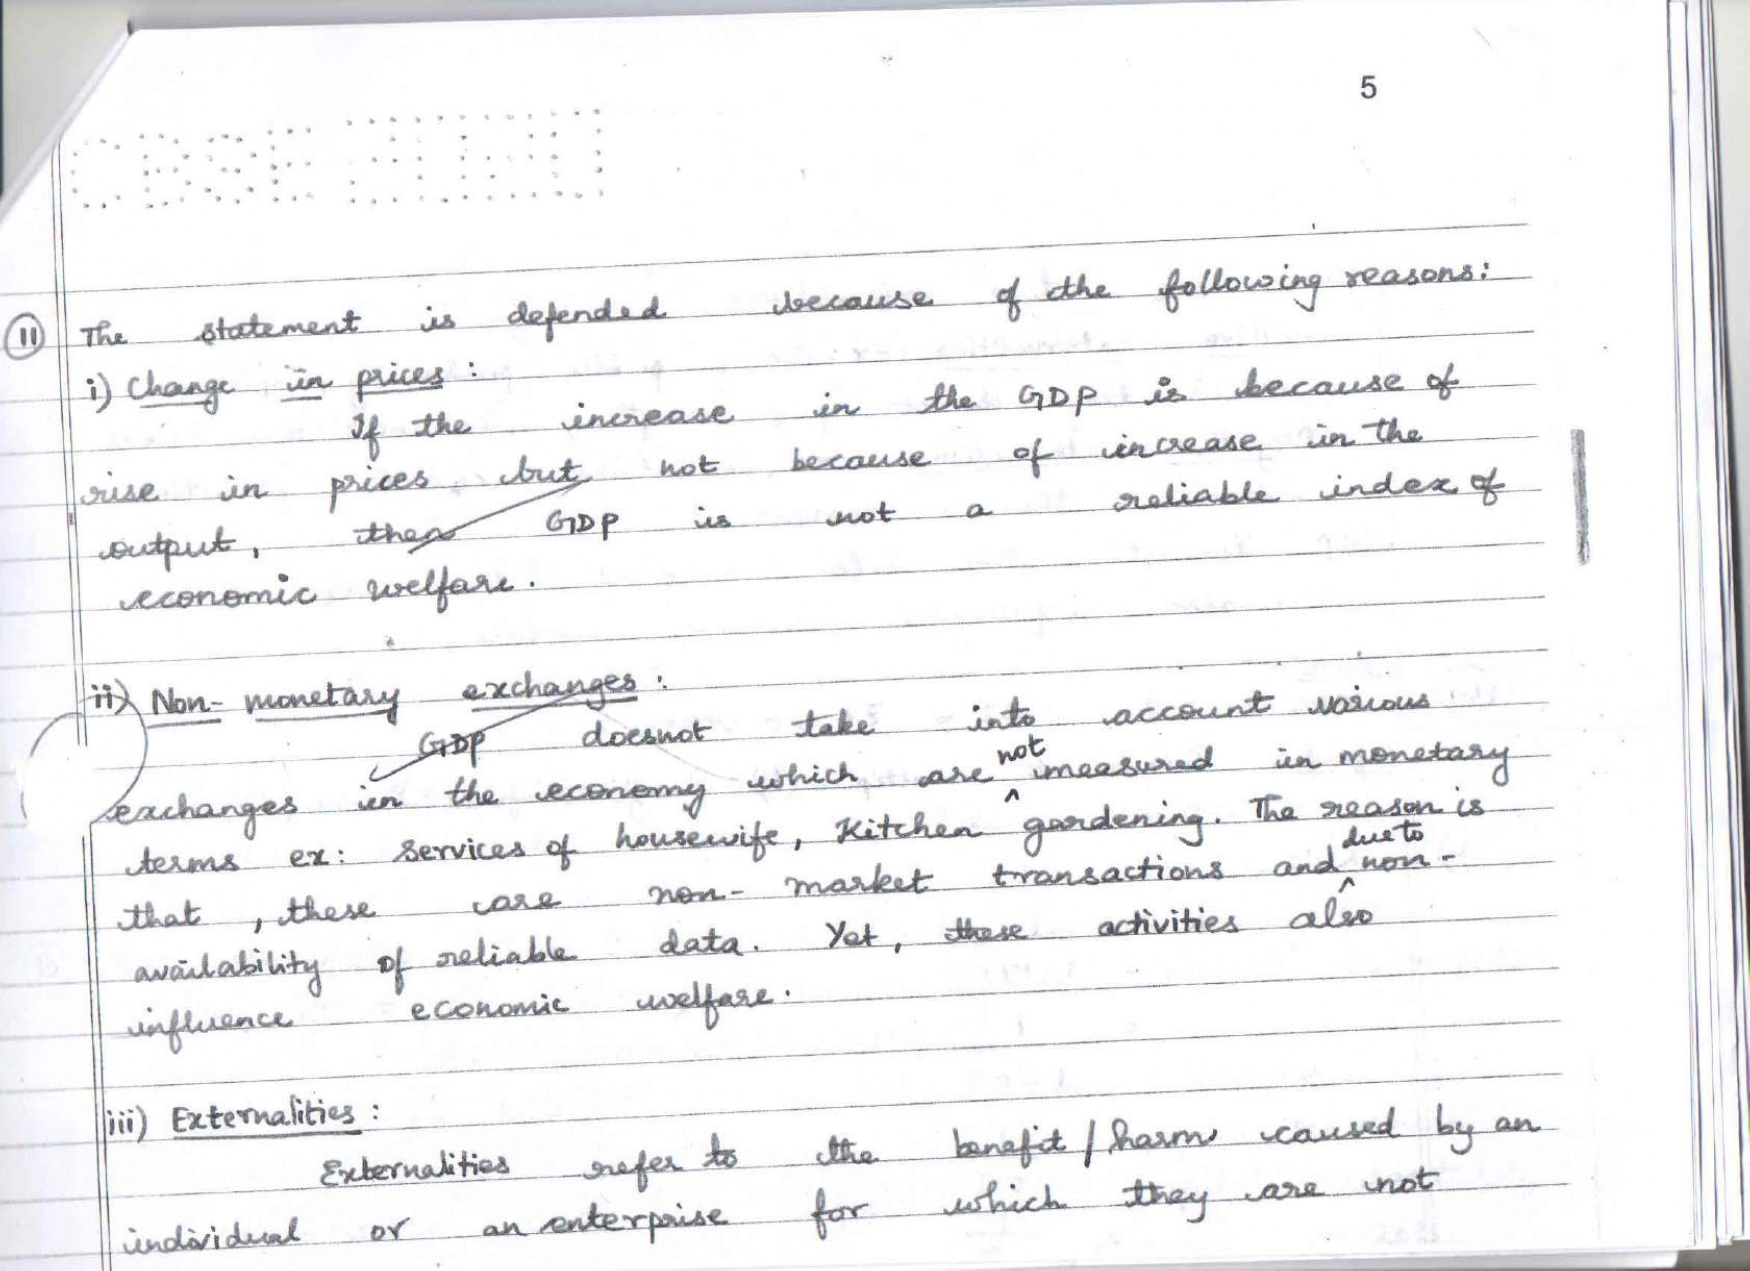 5
CBSE
11 The statement is defended because of the following reasons:
i) Change in prices :
If the increase in the GDP is because of
rise in prices but not because of increase in the
output, then GDP is not a reliable index of
economic welfare.
ii) Non-monetary exchanges :
GDP doesnot take into account various
exchanges in the economy which are not measured in monetary
terms ex: services of housewife, Kitchen gardening. The reason is
that , these are non-market transactions and due to non-
availability of reliable data. Yet, these activities also
influence economic welfare.
iii) Externalities :
Externalities refer to the benefit / harm caused by an
individual or an enterprise for which they are not